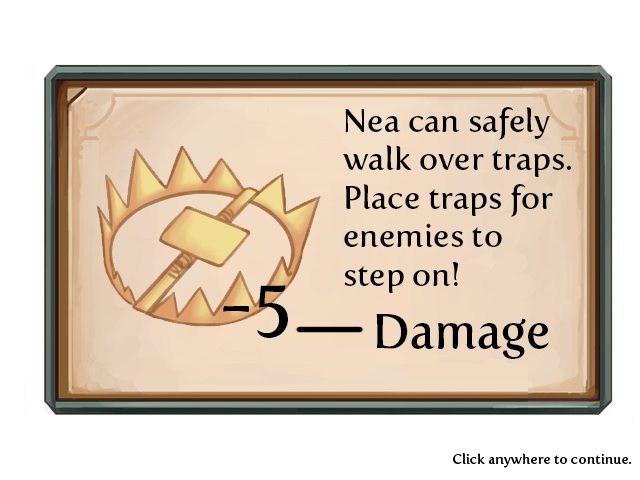 Nea can safely
walk over traps.
Place traps for
enemies to
step on!
-5 — Damage
Click anywhere to continue.